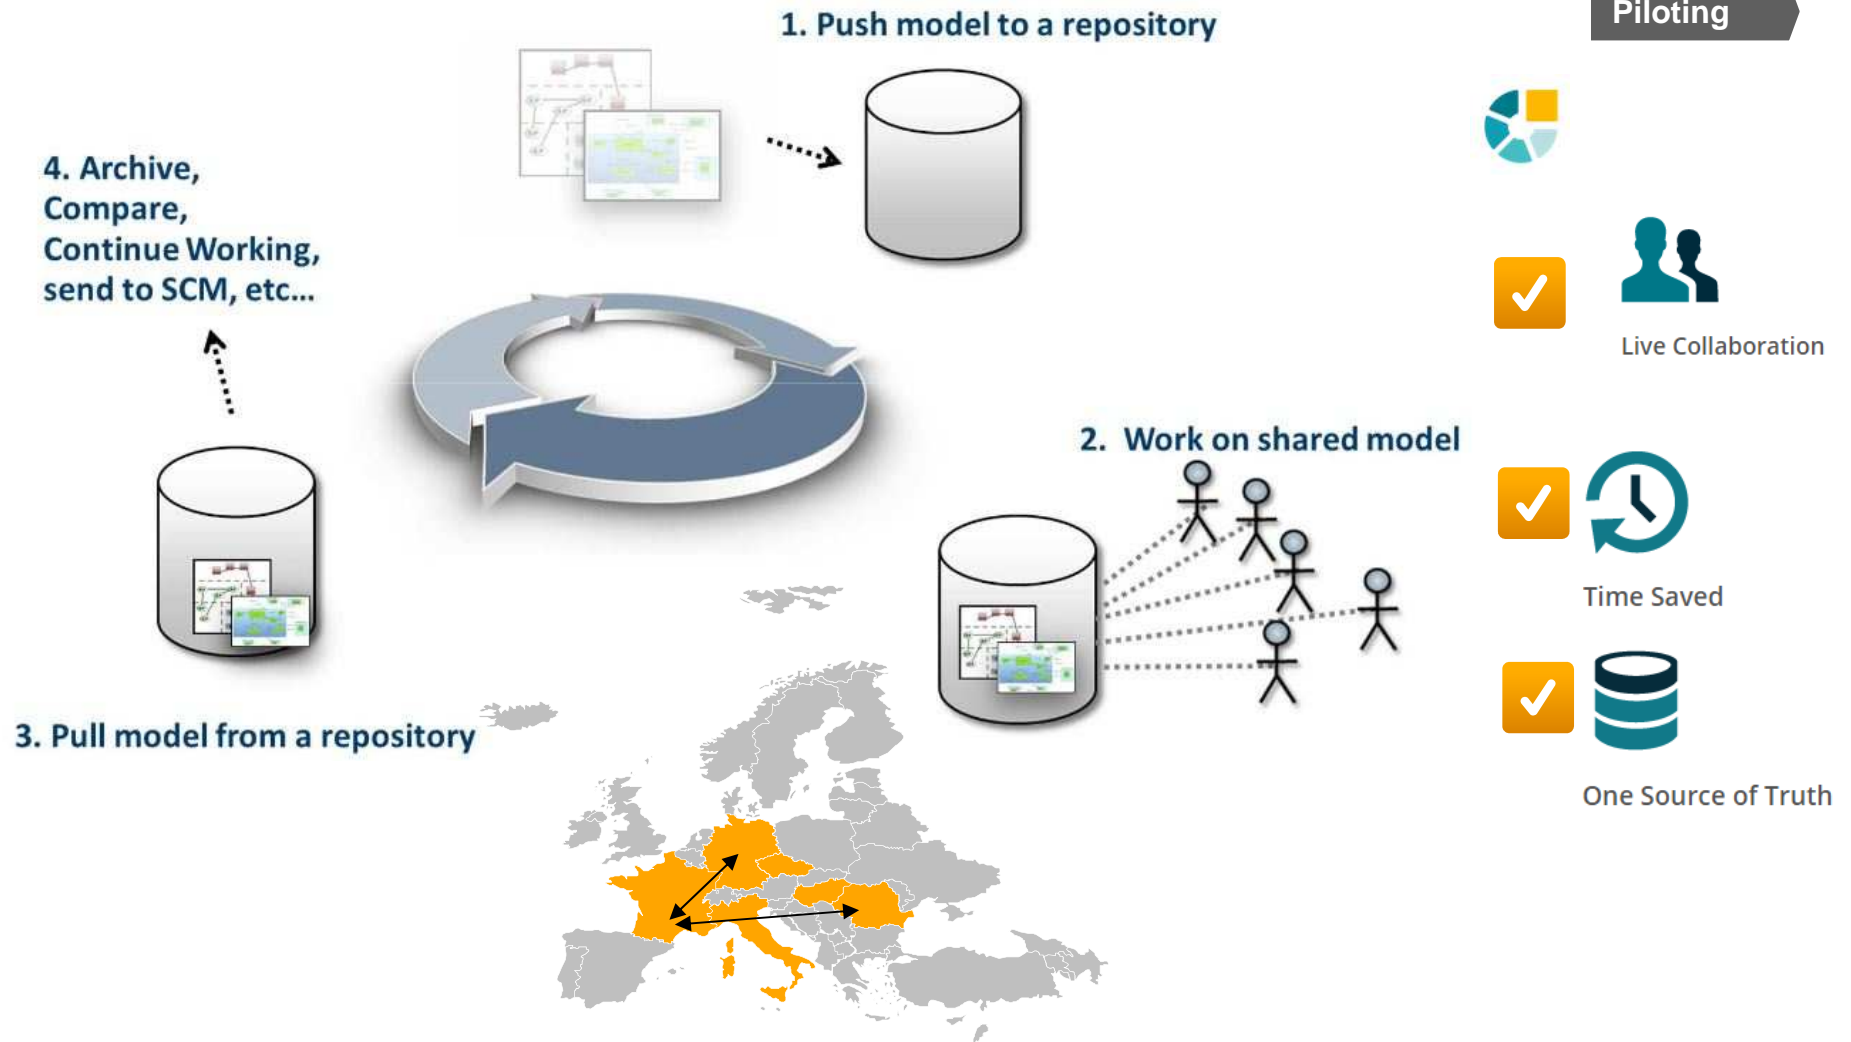 Piloting
1. Push model to a repository
4. Archive,
Compare,
Continue Working,
send to SCM, etc...
Live Collaboration
2. Work on shared model
Time Saved
3. Pull model from a repository
One Source of Truth